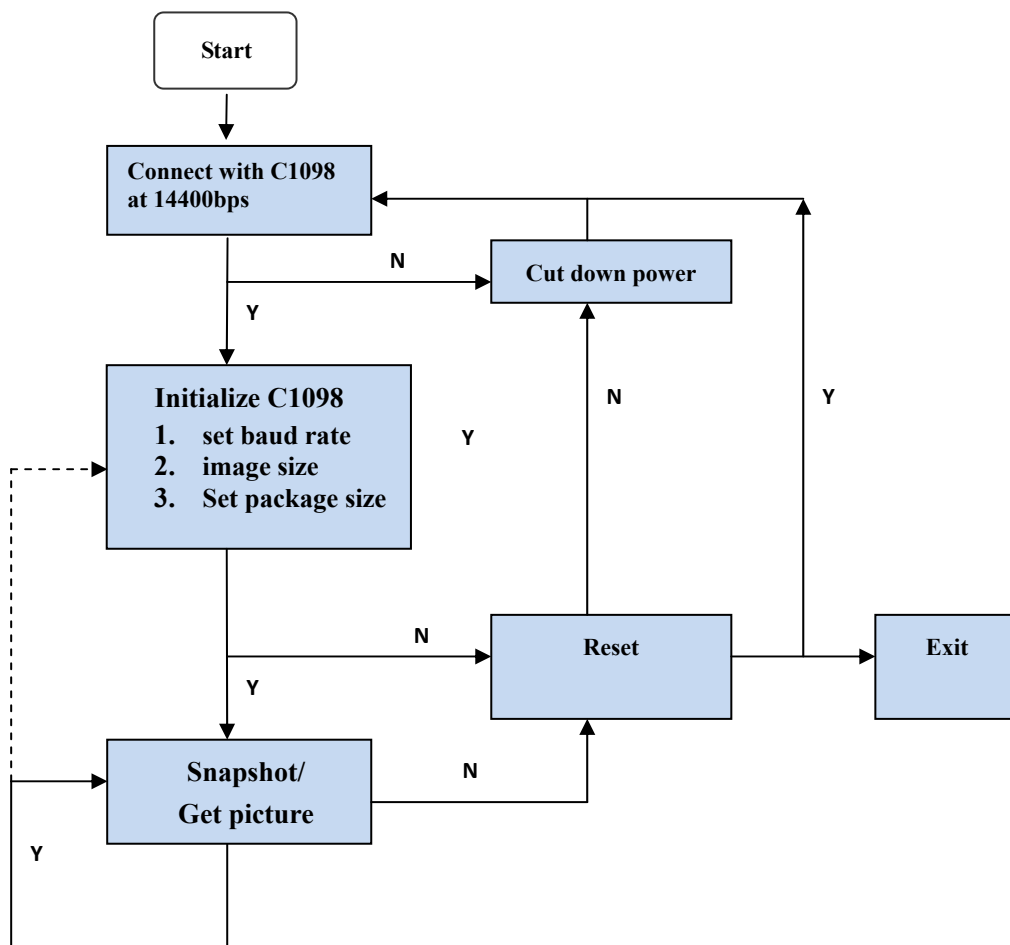 Start
Connect with C1098
at 14400bps
N
Cut down power
Y
Initialize C1098
1. set baud rate
2. image size
3. Set package size
Y
N
Y
N
Reset
Exit
Y
Snapshot/
Get picture
N
Y